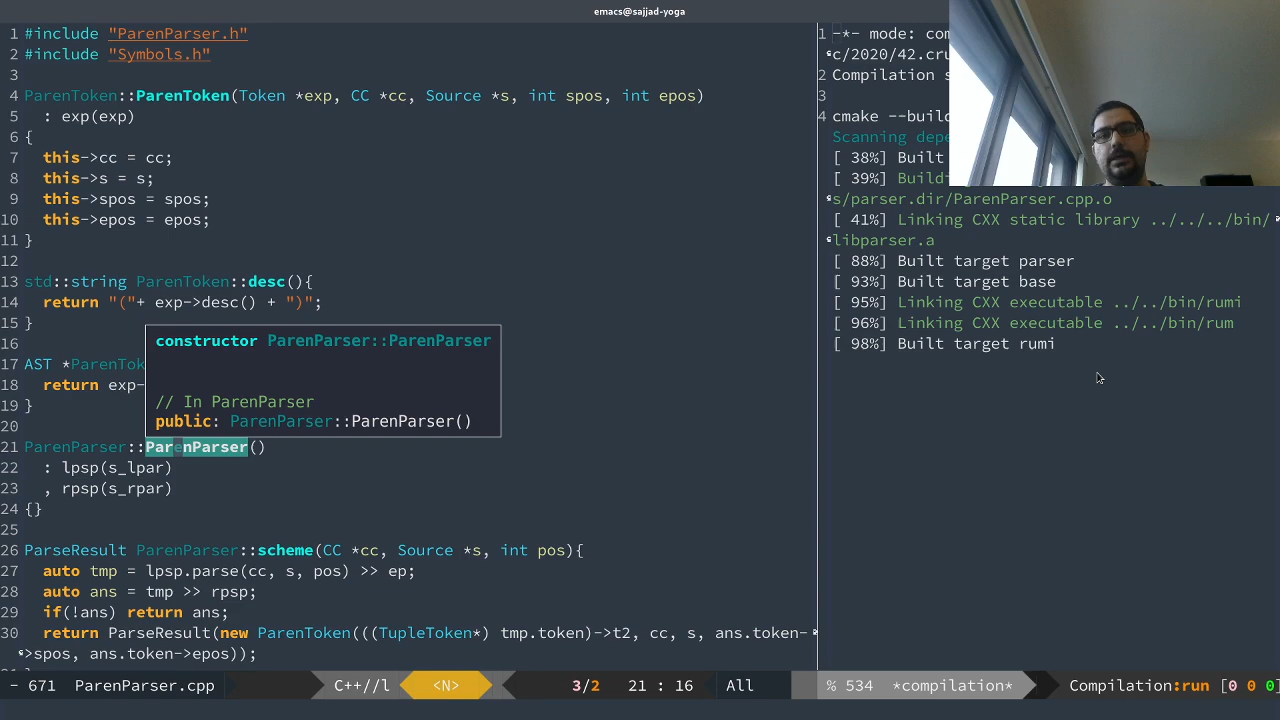 emacs@sajjad-yoga
1 #include "ParenParser.h"
2 #include "Symbols.h"
3
4 ParenToken::ParenToken(Token *exp, CC *cc, Source *s, int spos, int epos)
5 : exp(exp)
6 {
7 this->cc = cc;
8 this->s = s;
9 this->spos = spos;
10 this->epos = epos;
11 }
12
13 std::string ParenToken::desc(){
14 return "("+ exp->desc() + ")";
15 }
16
17 AST *ParenTok
18 return exp-
19 }
20
21 ParenParser::ParenParser()
22 : lpsp(s_lpar)
23 , rpsp(s_rpar)
24 {}
25
26 ParseResult ParenParser::scheme(CC *cc, Source *s, int pos){
27 auto tmp = lpsp.parse(cc, s, pos) >> ep;
28 auto ans = tmp >> rpsp;
29 if(!ans) return ans;
30 return ParseResult(new ParenToken(((TupleToken*) tmp.token)->t2, cc, s, ans.token-
>spos, ans.token->epos));
constructor ParenParser::ParenParser
// In ParenParser
public: ParenParser::ParenParser()
- 671 ParenParser.cpp C++//l <N> 3/2 21 : 16 All
1 -*- mode: com
c/2020/42.cru
2 Compilation s
3
4 cmake --build
Scanning depe
[ 38%] Built
[ 39%] Buildi
s/parser.dir/ParenParser.cpp.o
[ 41%] Linking CXX static library ../../../bin/
libparser.a
[ 88%] Built target parser
[ 93%] Built target base
[ 95%] Linking CXX executable ../../bin/rumi
[ 96%] Linking CXX executable ../../bin/rum
[ 98%] Built target rumi
% 534 *compilation* Compilation:run [0 0 0]